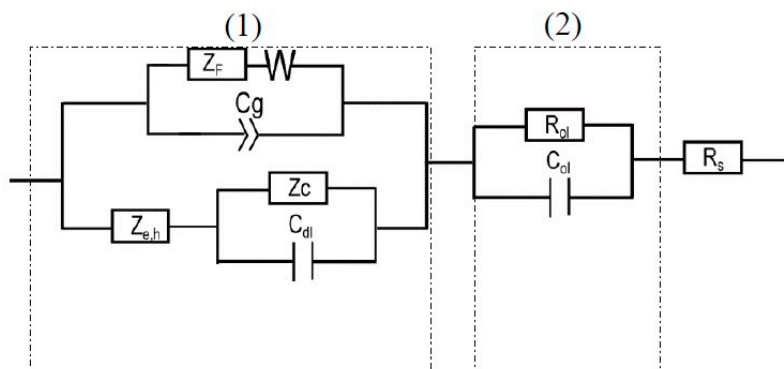 (1)
(2)
Z_F
W
Cg
R_ol
C_ol
R_s
Zc
Z_e,h
C_dl